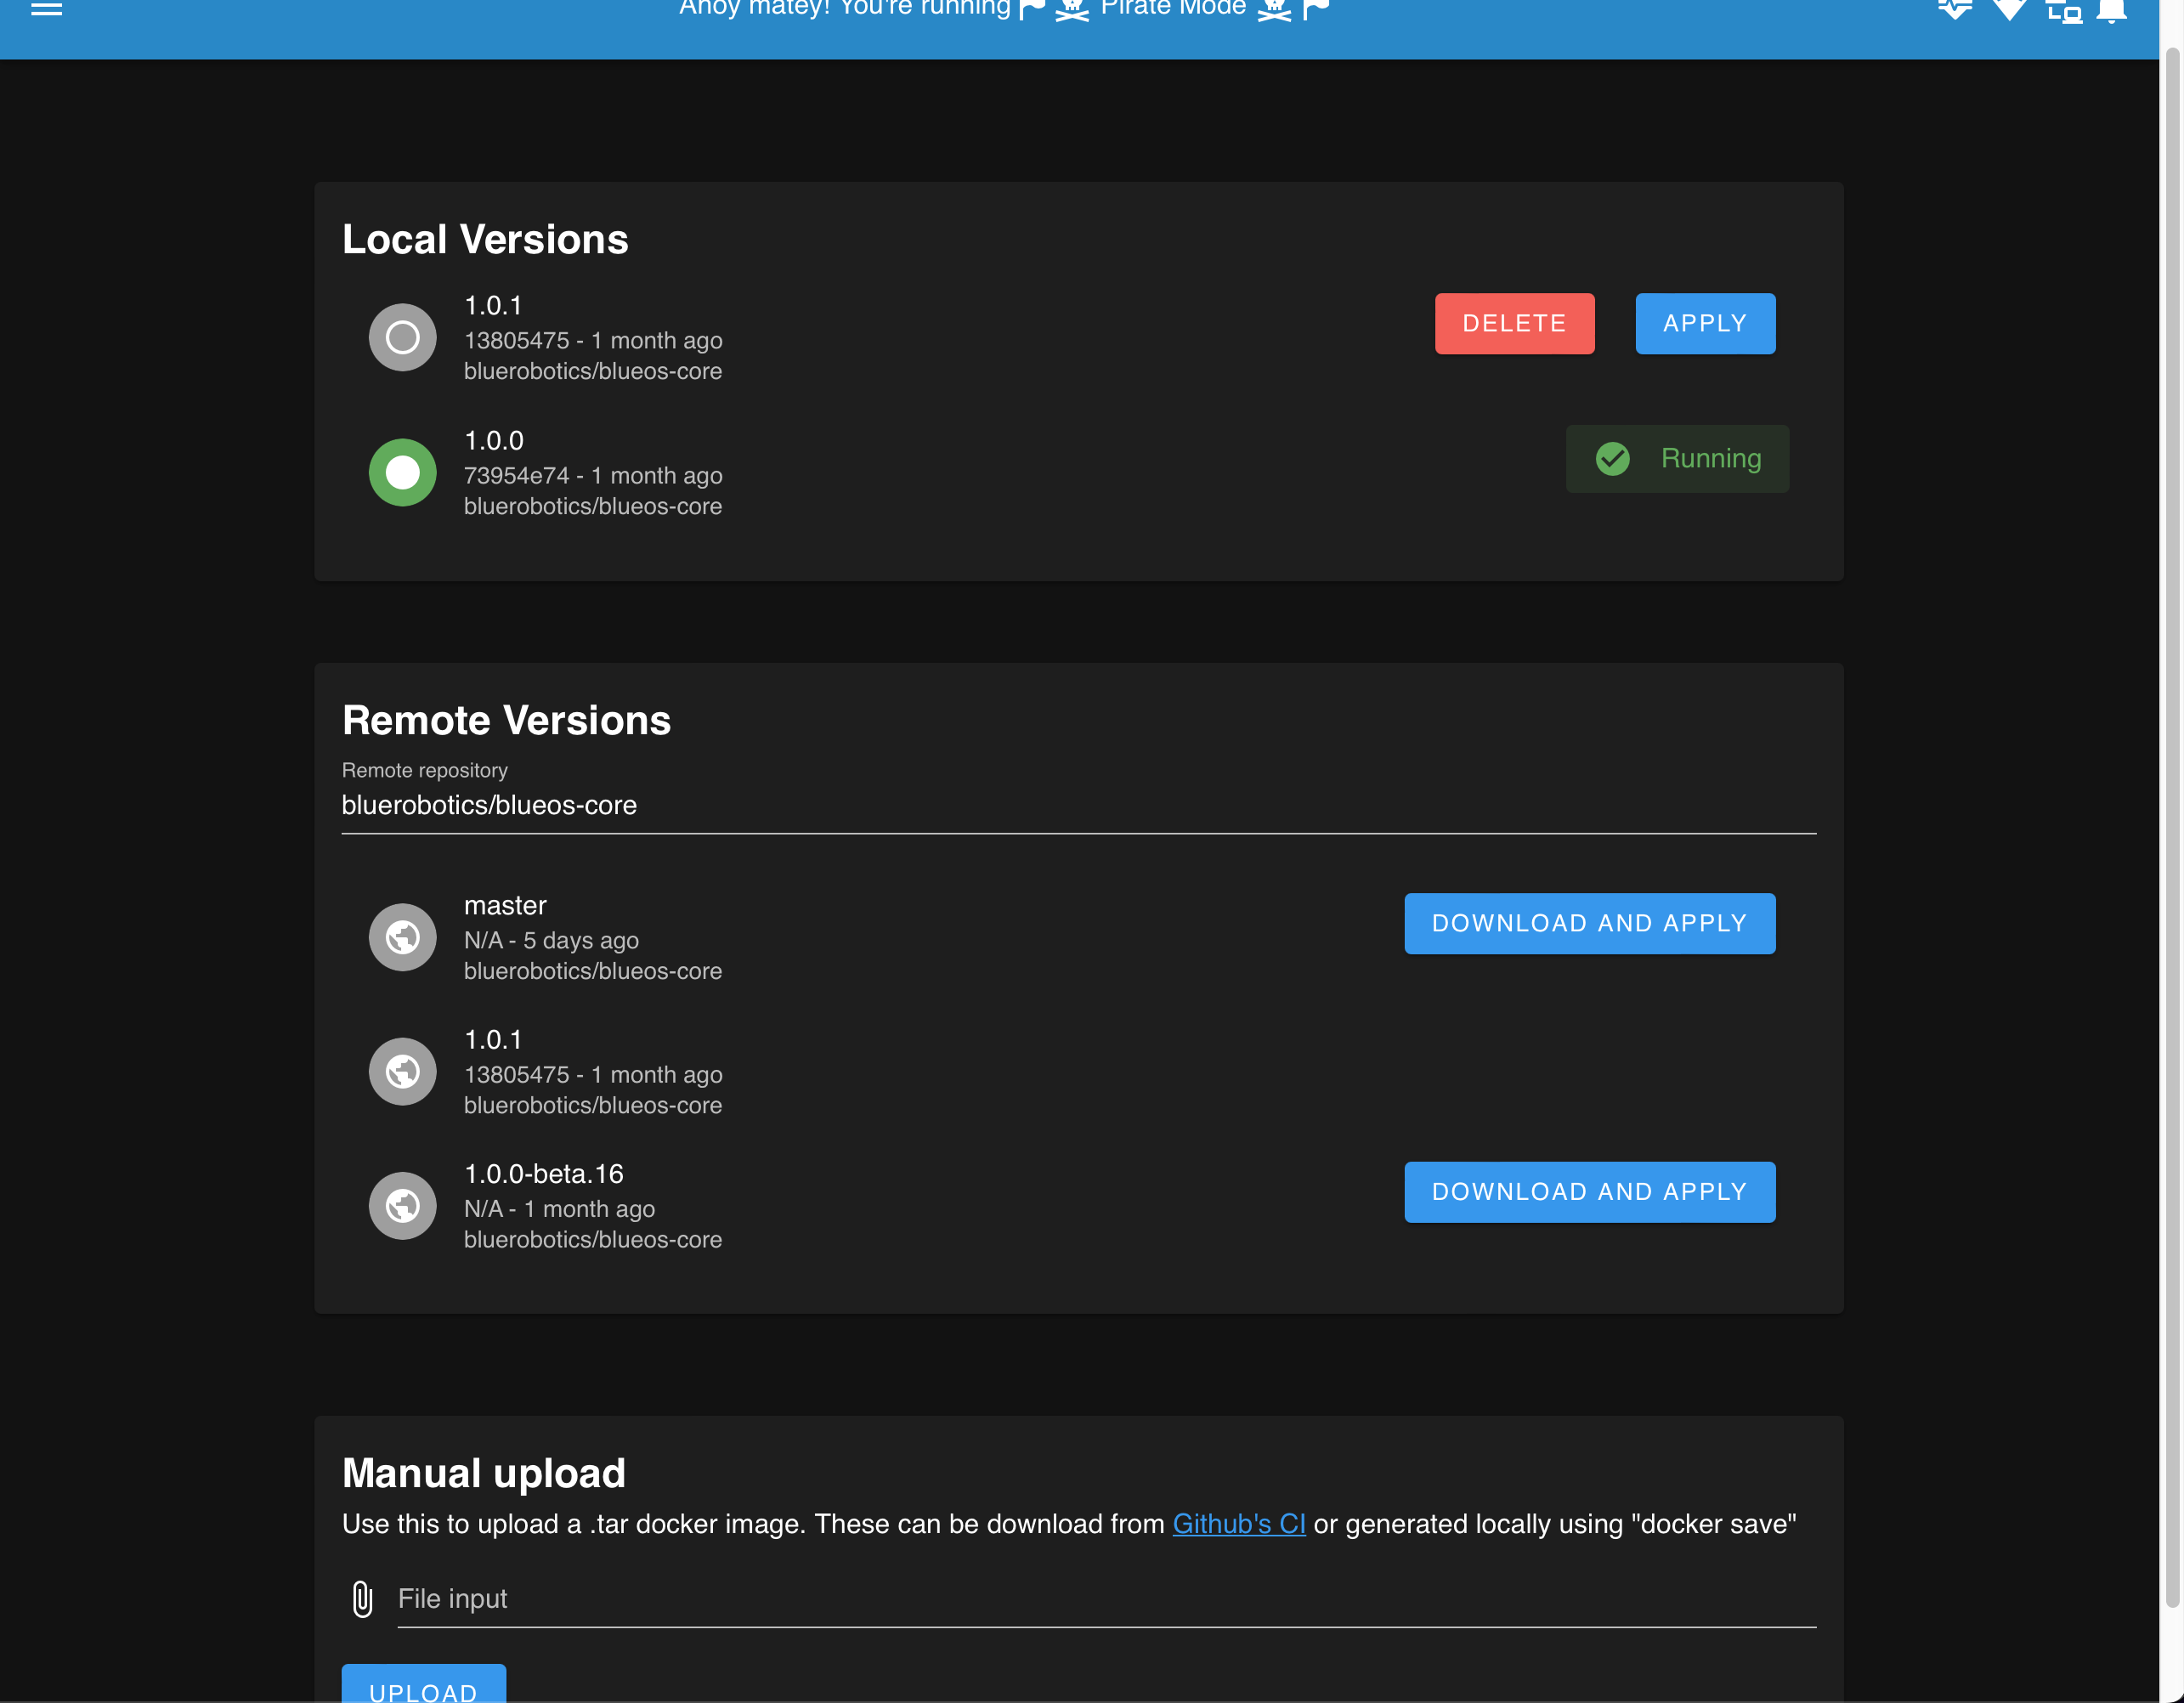 Ahoy matey! You're running Pirate Mode
Local Versions
1.0.1
13805475 - 1 month ago
bluerobotics/blueos-core
DELETE
APPLY
1.0.0
73954e74 - 1 month ago
bluerobotics/blueos-core
Running
Remote Versions
Remote repository
bluerobotics/blueos-core
master
N/A - 5 days ago
bluerobotics/blueos-core
DOWNLOAD AND APPLY
1.0.1
13805475 - 1 month ago
bluerobotics/blueos-core
1.0.0-beta.16
N/A - 1 month ago
bluerobotics/blueos-core
DOWNLOAD AND APPLY
Manual upload
Use this to upload a .tar docker image. These can be download from Github's CI or generated locally using "docker save"
File input
UPLOAD